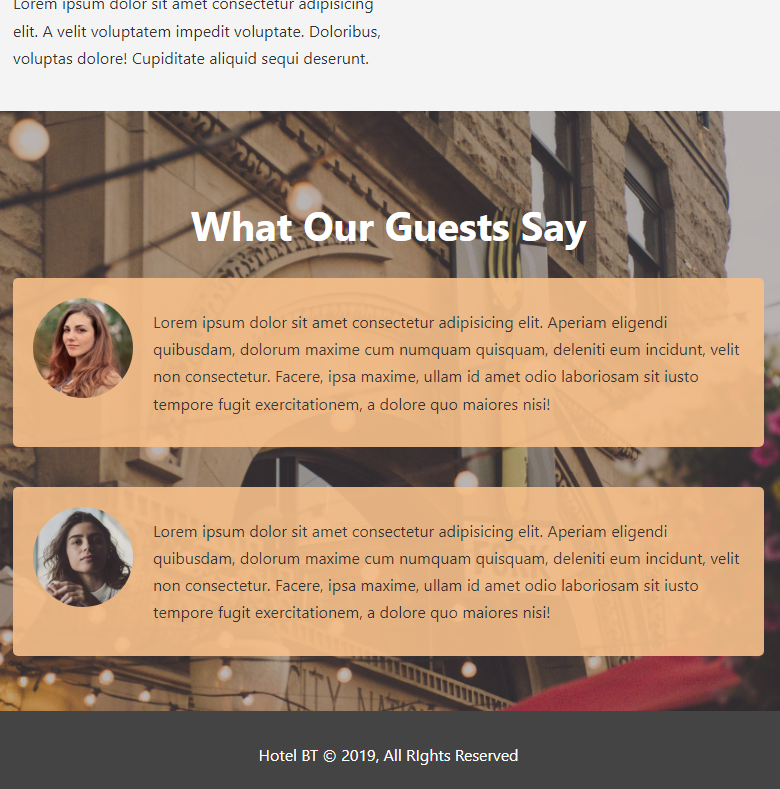 Lorem ipsum dolor sit amet consectetur adipisicing
elit. A velit voluptatem impedit voluptate. Doloribus,
voluptas dolore! Cupiditate aliquid sequi deserunt.
What Our Guests Say
Lorem ipsum dolor sit amet consectetur adipisicing elit. Aperiam eligendi
quibusdam, dolorum maxime cum numquam quisquam, deleniti eum incidunt, velit
non consectetur. Facere, ipsa maxime, ullam id amet odio laboriosam sit iusto
tempore fugit exercitationem, a dolore quo maiores nisi!
Lorem ipsum dolor sit amet consectetur adipisicing elit. Aperiam eligendi
quibusdam, dolorum maxime cum numquam quisquam, deleniti eum incidunt, velit
non consectetur. Facere, ipsa maxime, ullam id amet odio laboriosam sit iusto
tempore fugit exercitationem, a dolore quo maiores nisi!
Hotel BT © 2019, All RIghts Reserved